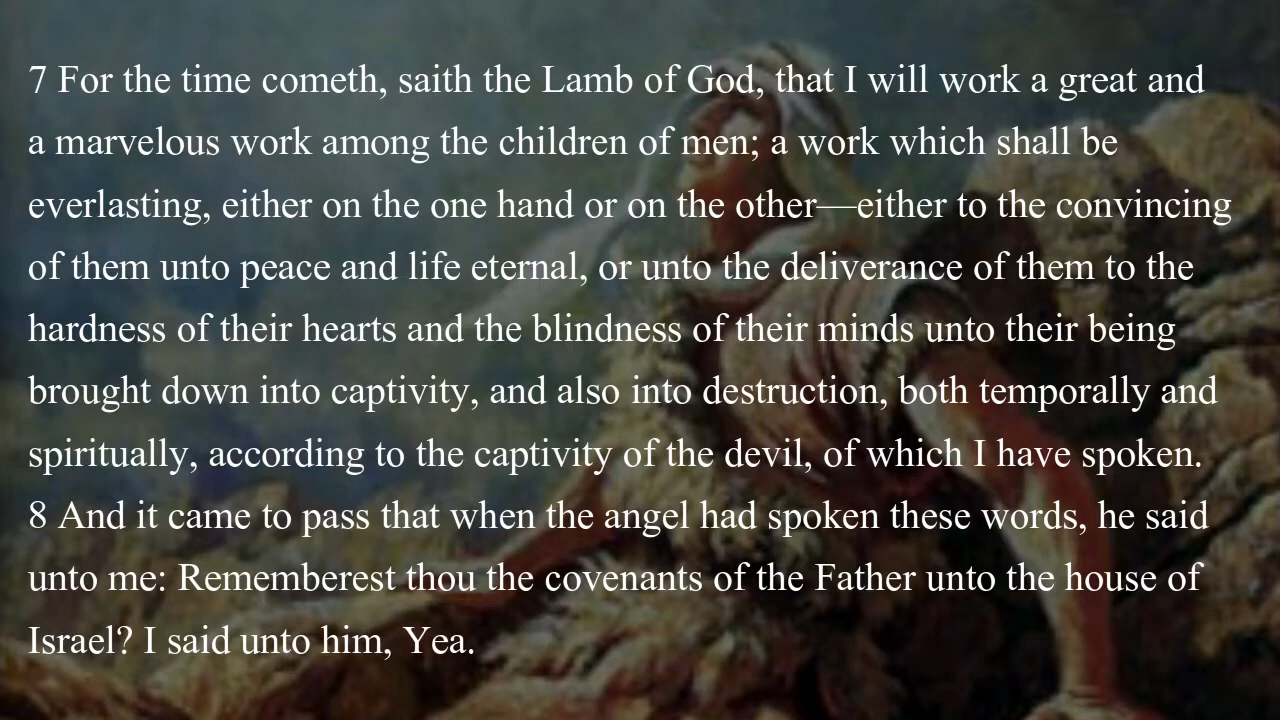 7 For the time cometh, saith the Lamb of God, that I will work a great and
a marvelous work among the children of men; a work which shall be
everlasting, either on the one hand or on the other—either to the convincing
of them unto peace and life eternal, or unto the deliverance of them to the
hardness of their hearts and the blindness of their minds unto their being
brought down into captivity, and also into destruction, both temporally and
spiritually, according to the captivity of the devil, of which I have spoken.
8 And it came to pass that when the angel had spoken these words, he said
unto me: Rememberest thou the covenants of the Father unto the house of
Israel? I said unto him, Yea.